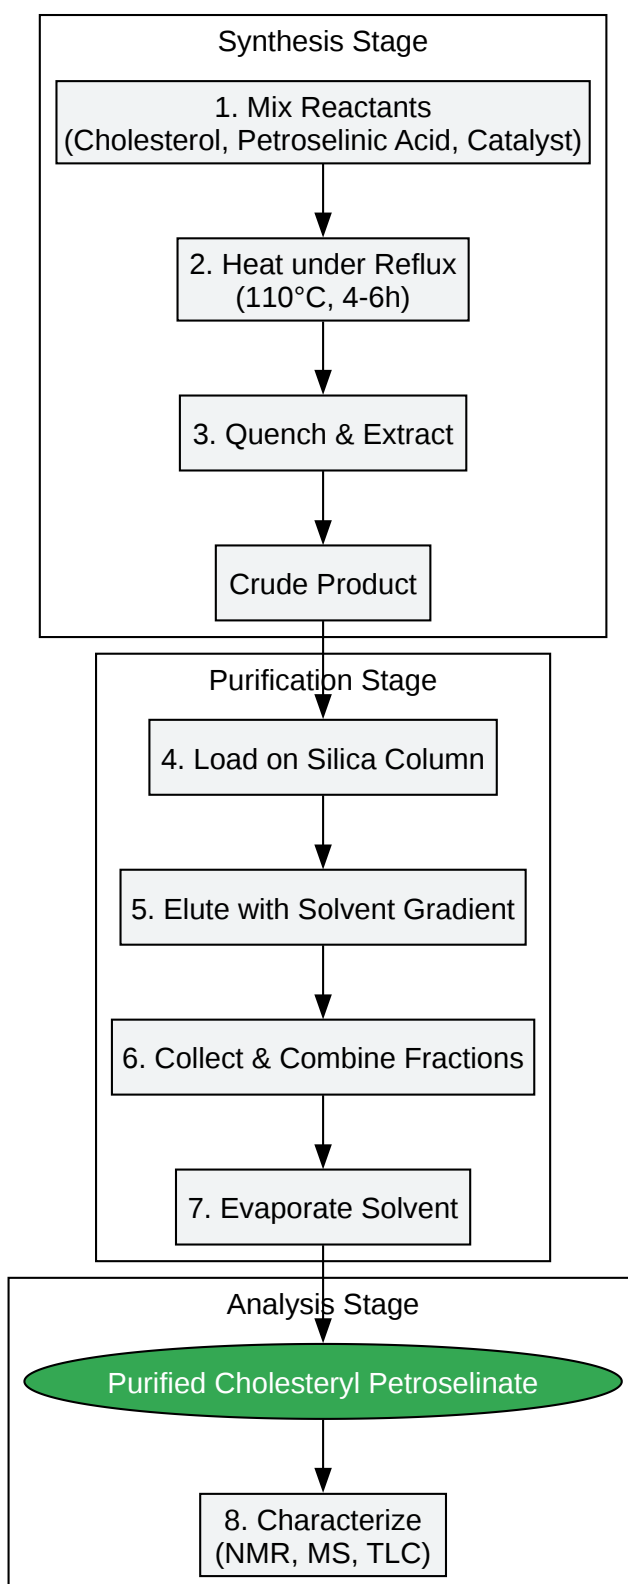 Synthesis Stage
1. Mix Reactants
(Cholesterol, Petroselinic Acid, Catalyst)
2. Heat under Reflux
(110°C, 4-6h)
3. Quench & Extract
Crude Product
Purification Stage
4. Load on Silica Column
5. Elute with Solvent Gradient
6. Collect & Combine Fractions
7. Evaporate Solvent
Analysis Stage
Purified Cholesteryl Petroselinate
8. Characterize
(NMR, MS, TLC)